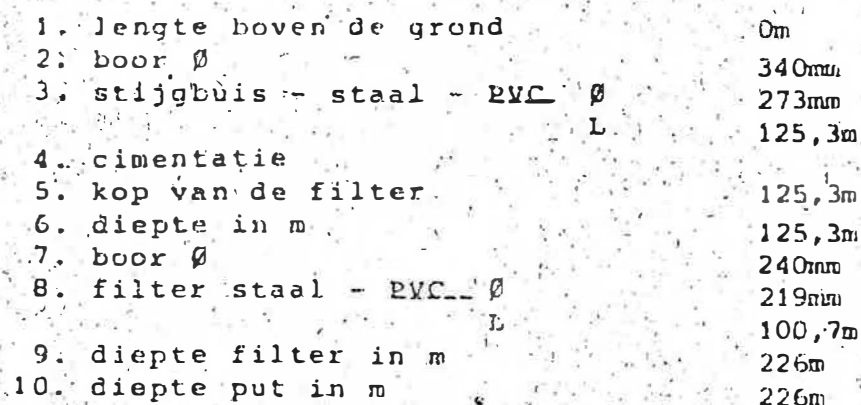 1. lengte boven de grond 0m
2. boor Ø 340mm
3. stijgbuis - staal - PVC Ø 273mm
L 125,3m
4. cimentatie
5. kop van de filter 125,3m
6. diepte in m 125,3m
7. boor Ø 240mm
8. filter staal - PVC Ø 219mm
L 100,7m
9. diepte filter in m 226m
10. diepte put in m 226m